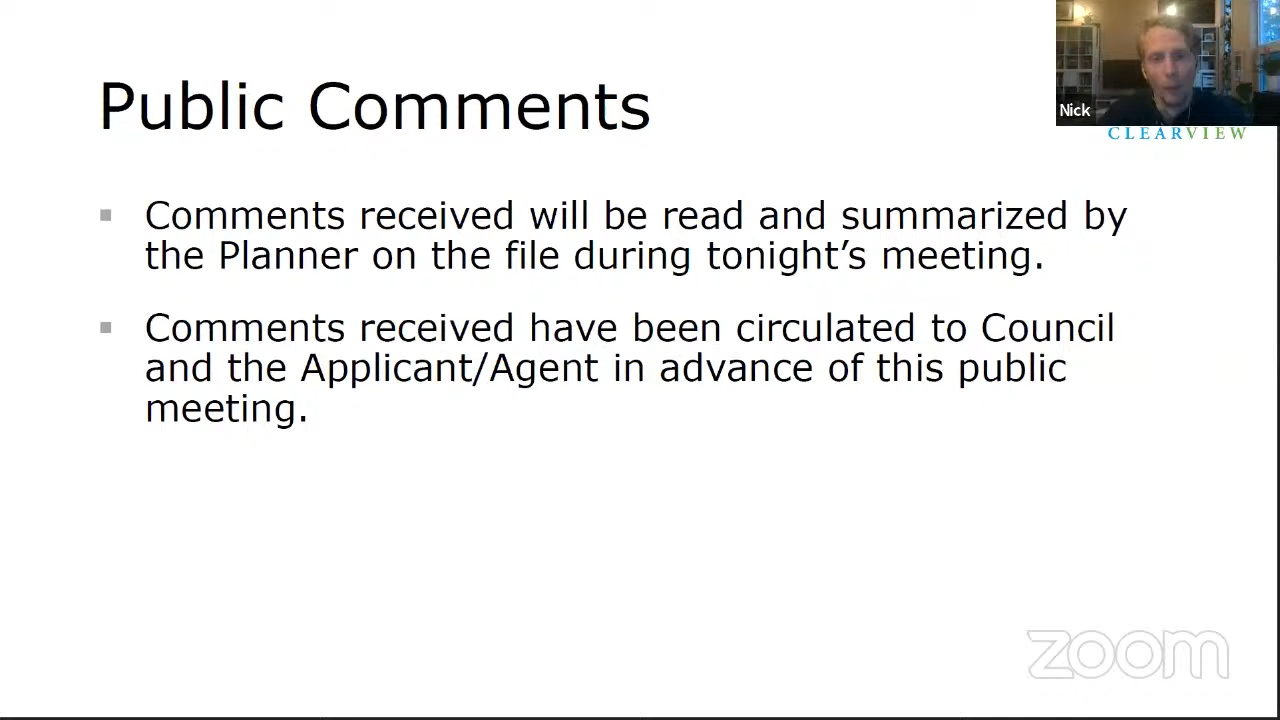 Nick
CLEARVIEW
Public Comments
Comments received will be read and summarized by
the Planner on the file during tonight’s meeting.
Comments received have been circulated to Council
and the Applicant/Agent in advance of this public
meeting.
zoom